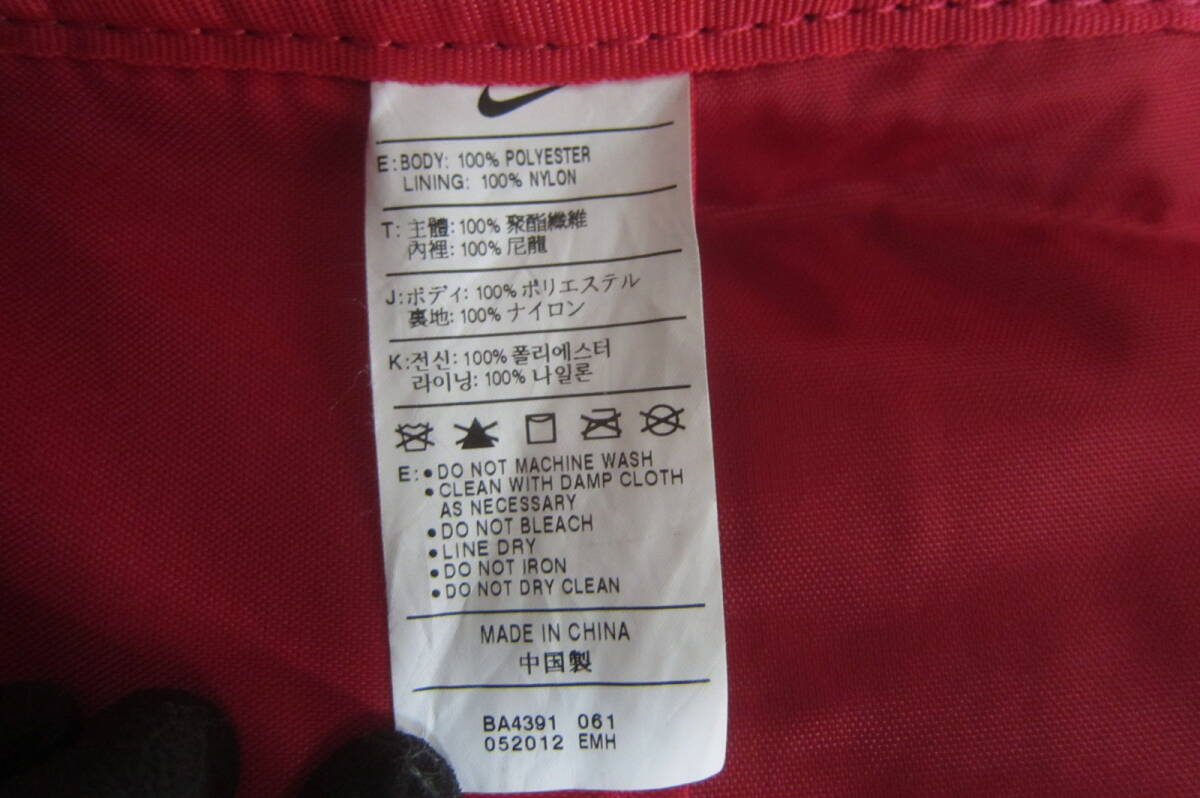 E: BODY: 100% POLYESTER
LINING: 100% NYLON
T: 主體: 100% 聚酯纖維
內裡: 100% 尼龍
J: ボディ: 100% ポリエステル
裏地: 100% ナイロン
K: 전신: 100% 폴리에스터
라이닝: 100% 나일론
E: • DO NOT MACHINE WASH
• CLEAN WITH DAMP CLOTH
AS NECESSARY
• DO NOT BLEACH
• LINE DRY
• DO NOT IRON
• DO NOT DRY CLEAN
MADE IN CHINA
中国製
BA4391 061
052012 EMH